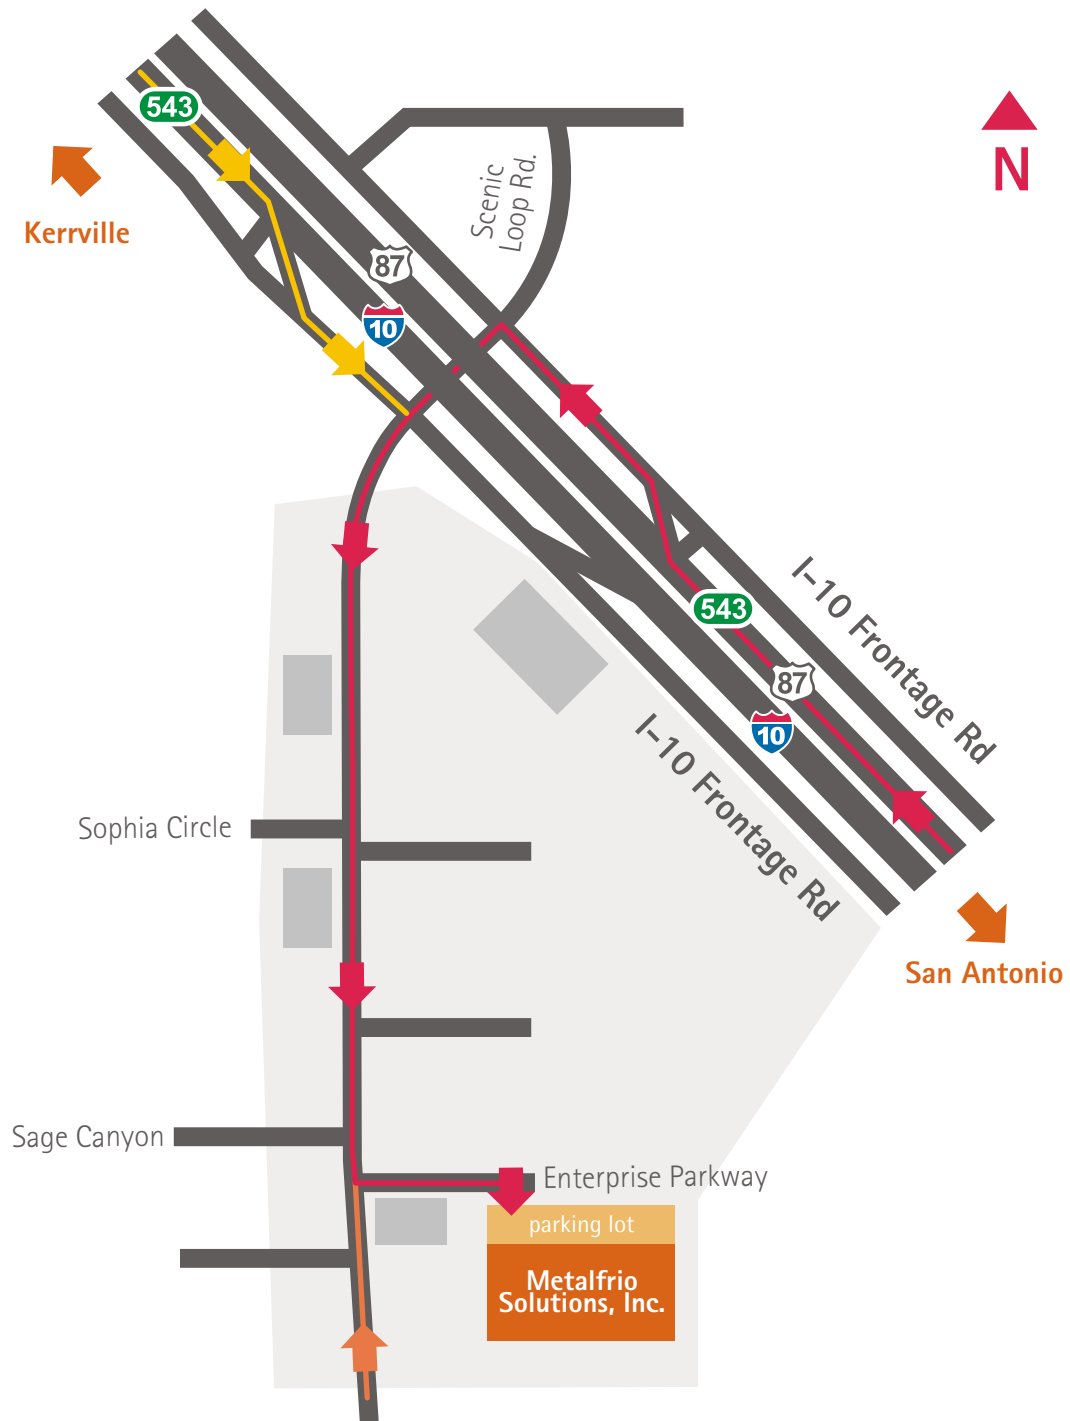 543
N
Scenic
Loop Rd.
Kerrville
87
10
I-10 Frontage Rd
543
87
10
I-10 Frontage Rd
Sophia Circle
San Antonio
Sage Canyon
Enterprise Parkway
parking lot
Metalfrio
Solutions, Inc.